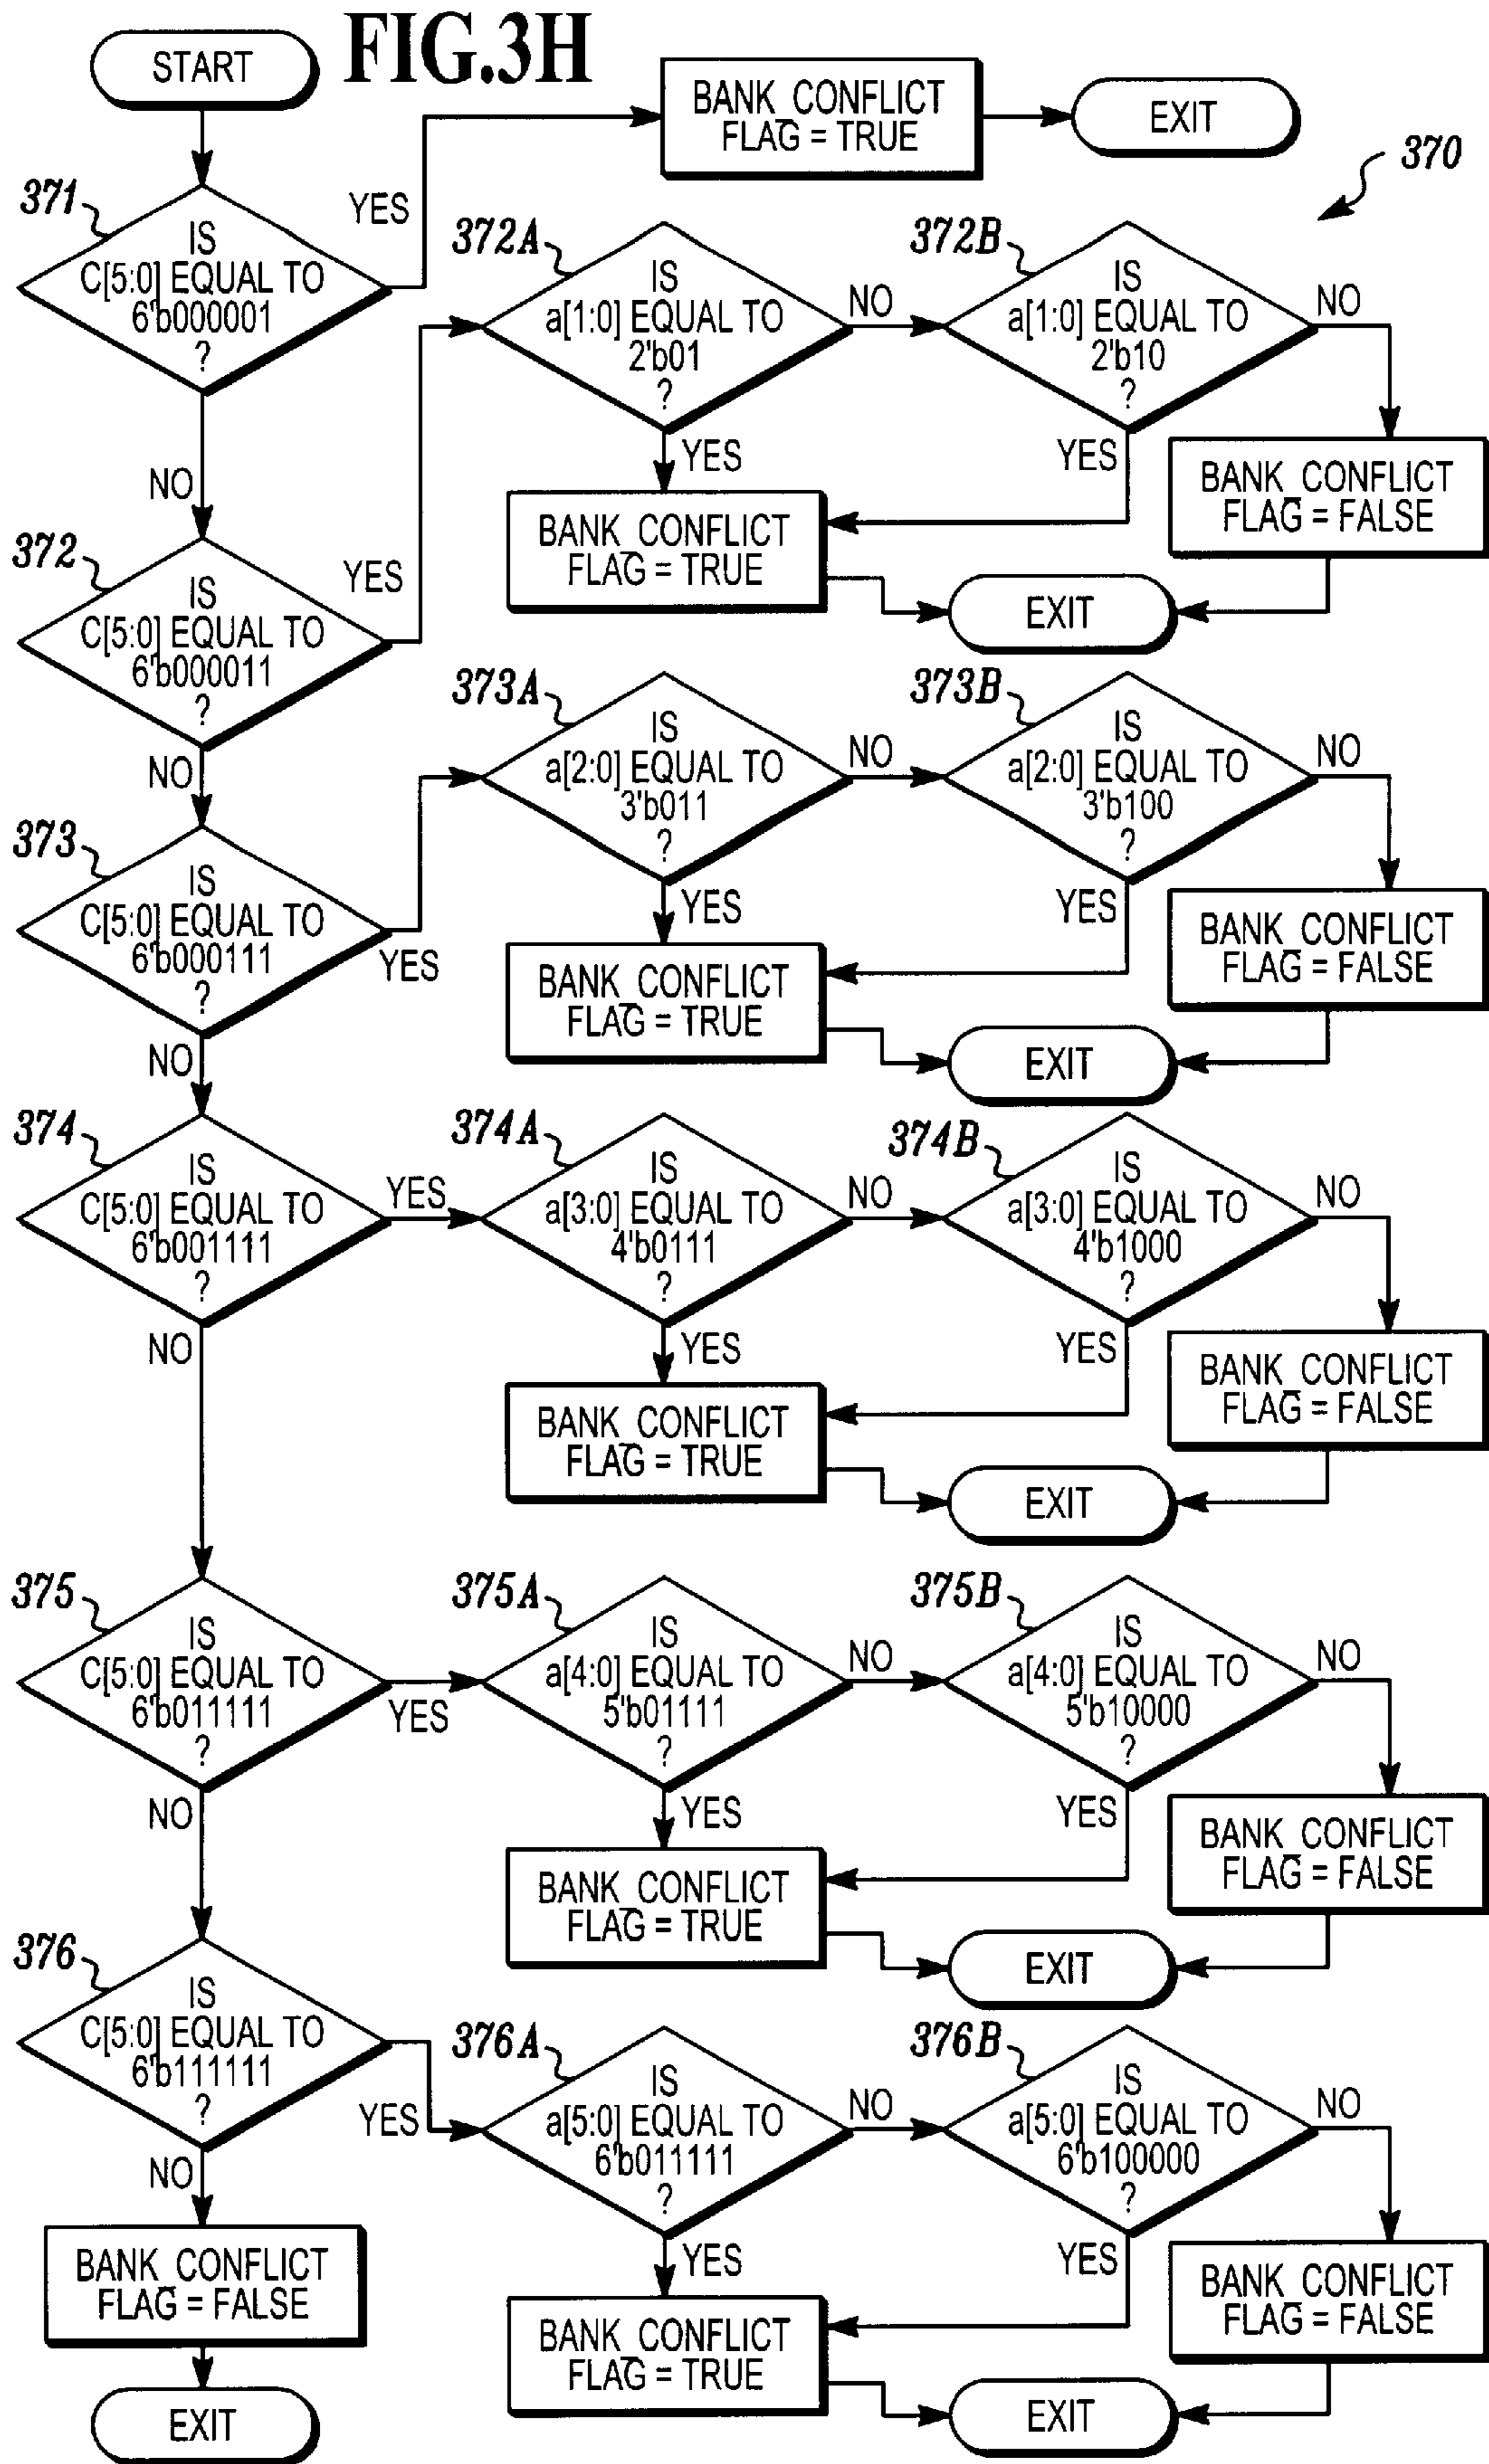 FIG.3H
START
BANK_CONFLICT
FLAG = TRUE
EXIT
370
371
IS
C[5:0] EQUAL TO
6'b000001
?
YES
NO
372A
IS
a[1:0] EQUAL TO
2'b01
?
NO
YES
372B
IS
a[1:0] EQUAL TO
2'b10
?
NO
YES
BANK_CONFLICT
FLAG = TRUE
BANK_CONFLICT
FLAG = FALSE
EXIT
372
IS
C[5:0] EQUAL TO
6'b000011
?
YES
NO
373A
IS
a[2:0] EQUAL TO
3'b011
?
NO
YES
373B
IS
a[2:0] EQUAL TO
3'b100
?
NO
YES
BANK_CONFLICT
FLAG = TRUE
BANK_CONFLICT
FLAG = FALSE
EXIT
373
IS
C[5:0] EQUAL TO
6'b000111
?
YES
NO
374
IS
C[5:0] EQUAL TO
6'b001111
?
YES
NO
374A
IS
a[3:0] EQUAL TO
4'b0111
?
NO
YES
374B
IS
a[3:0] EQUAL TO
4'b1000
?
NO
YES
BANK_CONFLICT
FLAG = TRUE
BANK_CONFLICT
FLAG = FALSE
EXIT
375
IS
C[5:0] EQUAL TO
6'b011111
?
YES
NO
375A
IS
a[4:0] EQUAL TO
5'b01111
?
NO
YES
375B
IS
a[4:0] EQUAL TO
5'b10000
?
NO
YES
BANK_CONFLICT
FLAG = TRUE
BANK_CONFLICT
FLAG = FALSE
EXIT
376
IS
C[5:0] EQUAL TO
6'b111111
?
YES
NO
376A
IS
a[5:0] EQUAL TO
6'b011111
?
NO
YES
376B
IS
a[5:0] EQUAL TO
6'b100000
?
NO
YES
BANK_CONFLICT
FLAG = FALSE
EXIT
BANK_CONFLICT
FLAG = TRUE
BANK_CONFLICT
FLAG = FALSE
EXIT